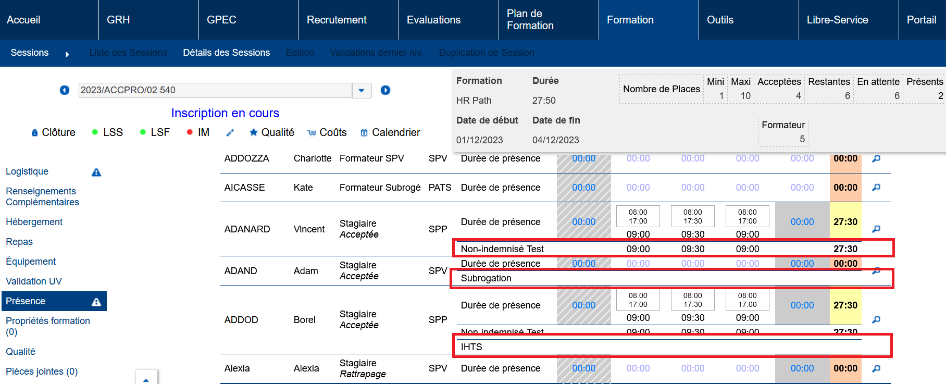 Accueil
GRH
GPEC
Recrutement
Evaluations
Plan de
Formation
Formation
Outils
Libre-Service
Portail
Sessions
Liste des Sessions
Détails des Sessions
Edition
Validations dernier niv.
Duplication de Session
2023/ACCPRO/02 540
Inscription en cours
Clôture LSS LSF IM Qualité Coûts Calendrier
Formation Durée
HR Path 27:50
Date de début Date de fin
01/12/2023 04/12/2023
Nombre de Places
Mini Maxi Acceptées Restantes En attente Présents
1 10 4 6 6 2
Formateur
5
Logistique
Renseignements
Complémentaires
Hébergement
Repas
Équipement
Validation UV
Présence
Propriétés formation
(0)
Qualité
Pièces jointes (0)
ADDOZZA Charlotte Formateur SPV SPV Durée de présence 00:00 00:00 00:00 00:00 00:00 00:00
AICASSE Kate Formateur Subrogé PATS Durée de présence 00:00 00:00 00:00 00:00 00:00 00:00
08:00 08:00 08:00
17:00 17:30 17:00
ADANARD Vincent Stagiaire Acceptée SPP Durée de présence 00:00 09:00 09:30 09:00 00:00 27:30
Non-Indemnisé Test 09:00 09:30 09:00 27:30
ADAND Adam Stagiaire Acceptée SPV Durée de présence 00:00 00:00 00:00 00:00 00:00 00:00
Subrogation
08:00 08:00 08:00
17:00 17:30 17:00
ADDOD Borel Stagiaire Acceptée SPP Durée de présence 00:00 09:00 09:30 09:00 00:00 27:30
Non-Indemnisé Test 09:00 09:30 09:00 27:30
IHTS
Alexia Alexia Stagiaire Rattrapage SPV Durée de présence 00:00 00:00 00:00 00:00 00:00 00:00